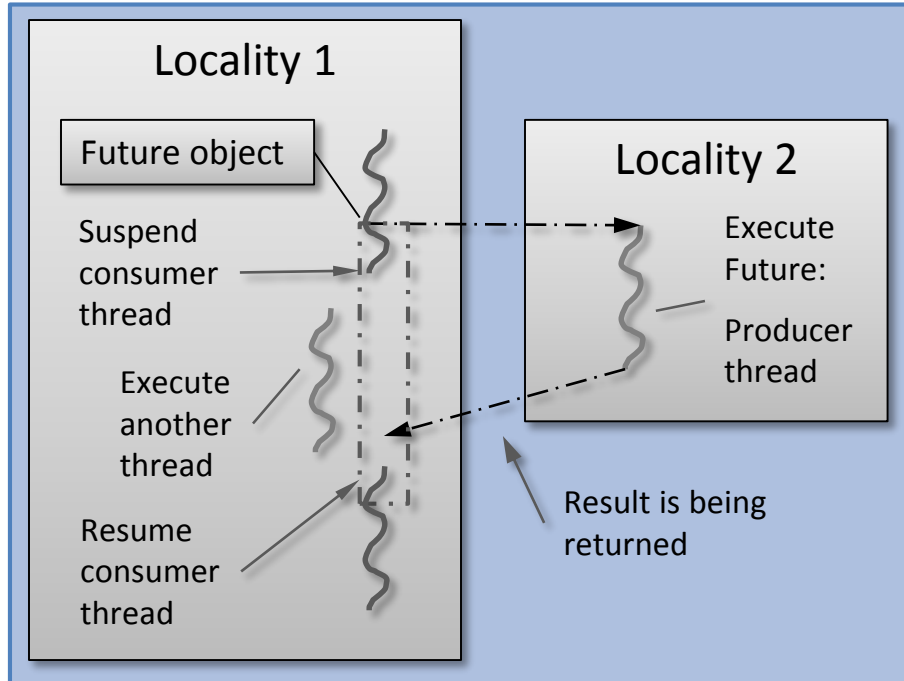 Locality 1
Future object
Suspend
consumer
thread
Execute
another
thread
Resume
consumer
thread
Locality 2
Execute
Future:
Producer
thread
Result is being
returned